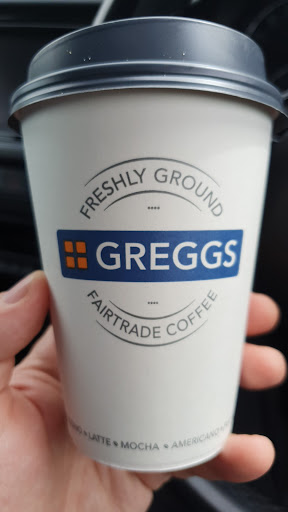 FRESHLY GROUND
GREGGS
FAIRTRADE COFFEE
LATTE • MOCHA • AMERICANO